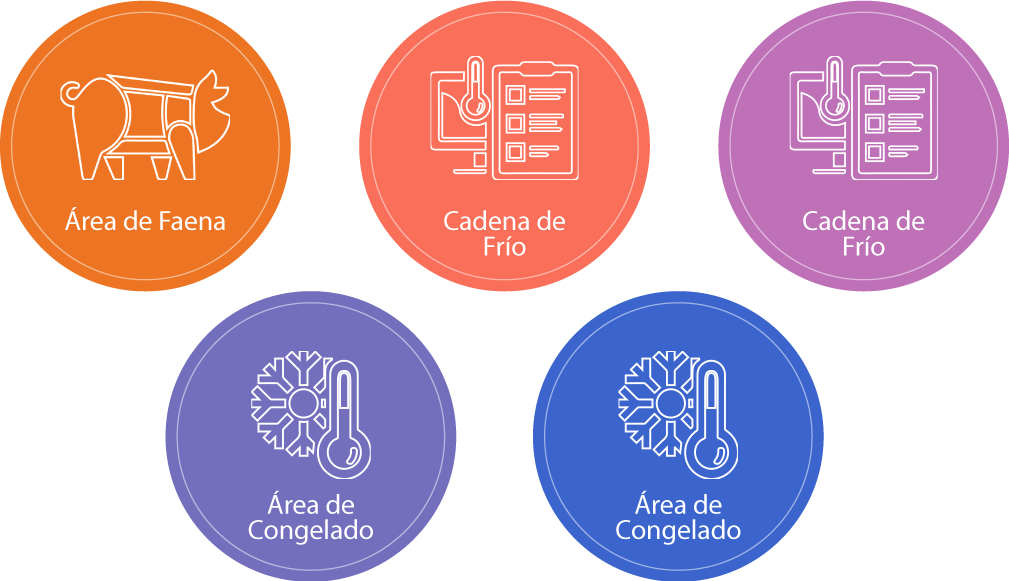 Área de Faena
Cadena de
Frío
Cadena de
Frío
Área de
Congelado
Área de
Congelado